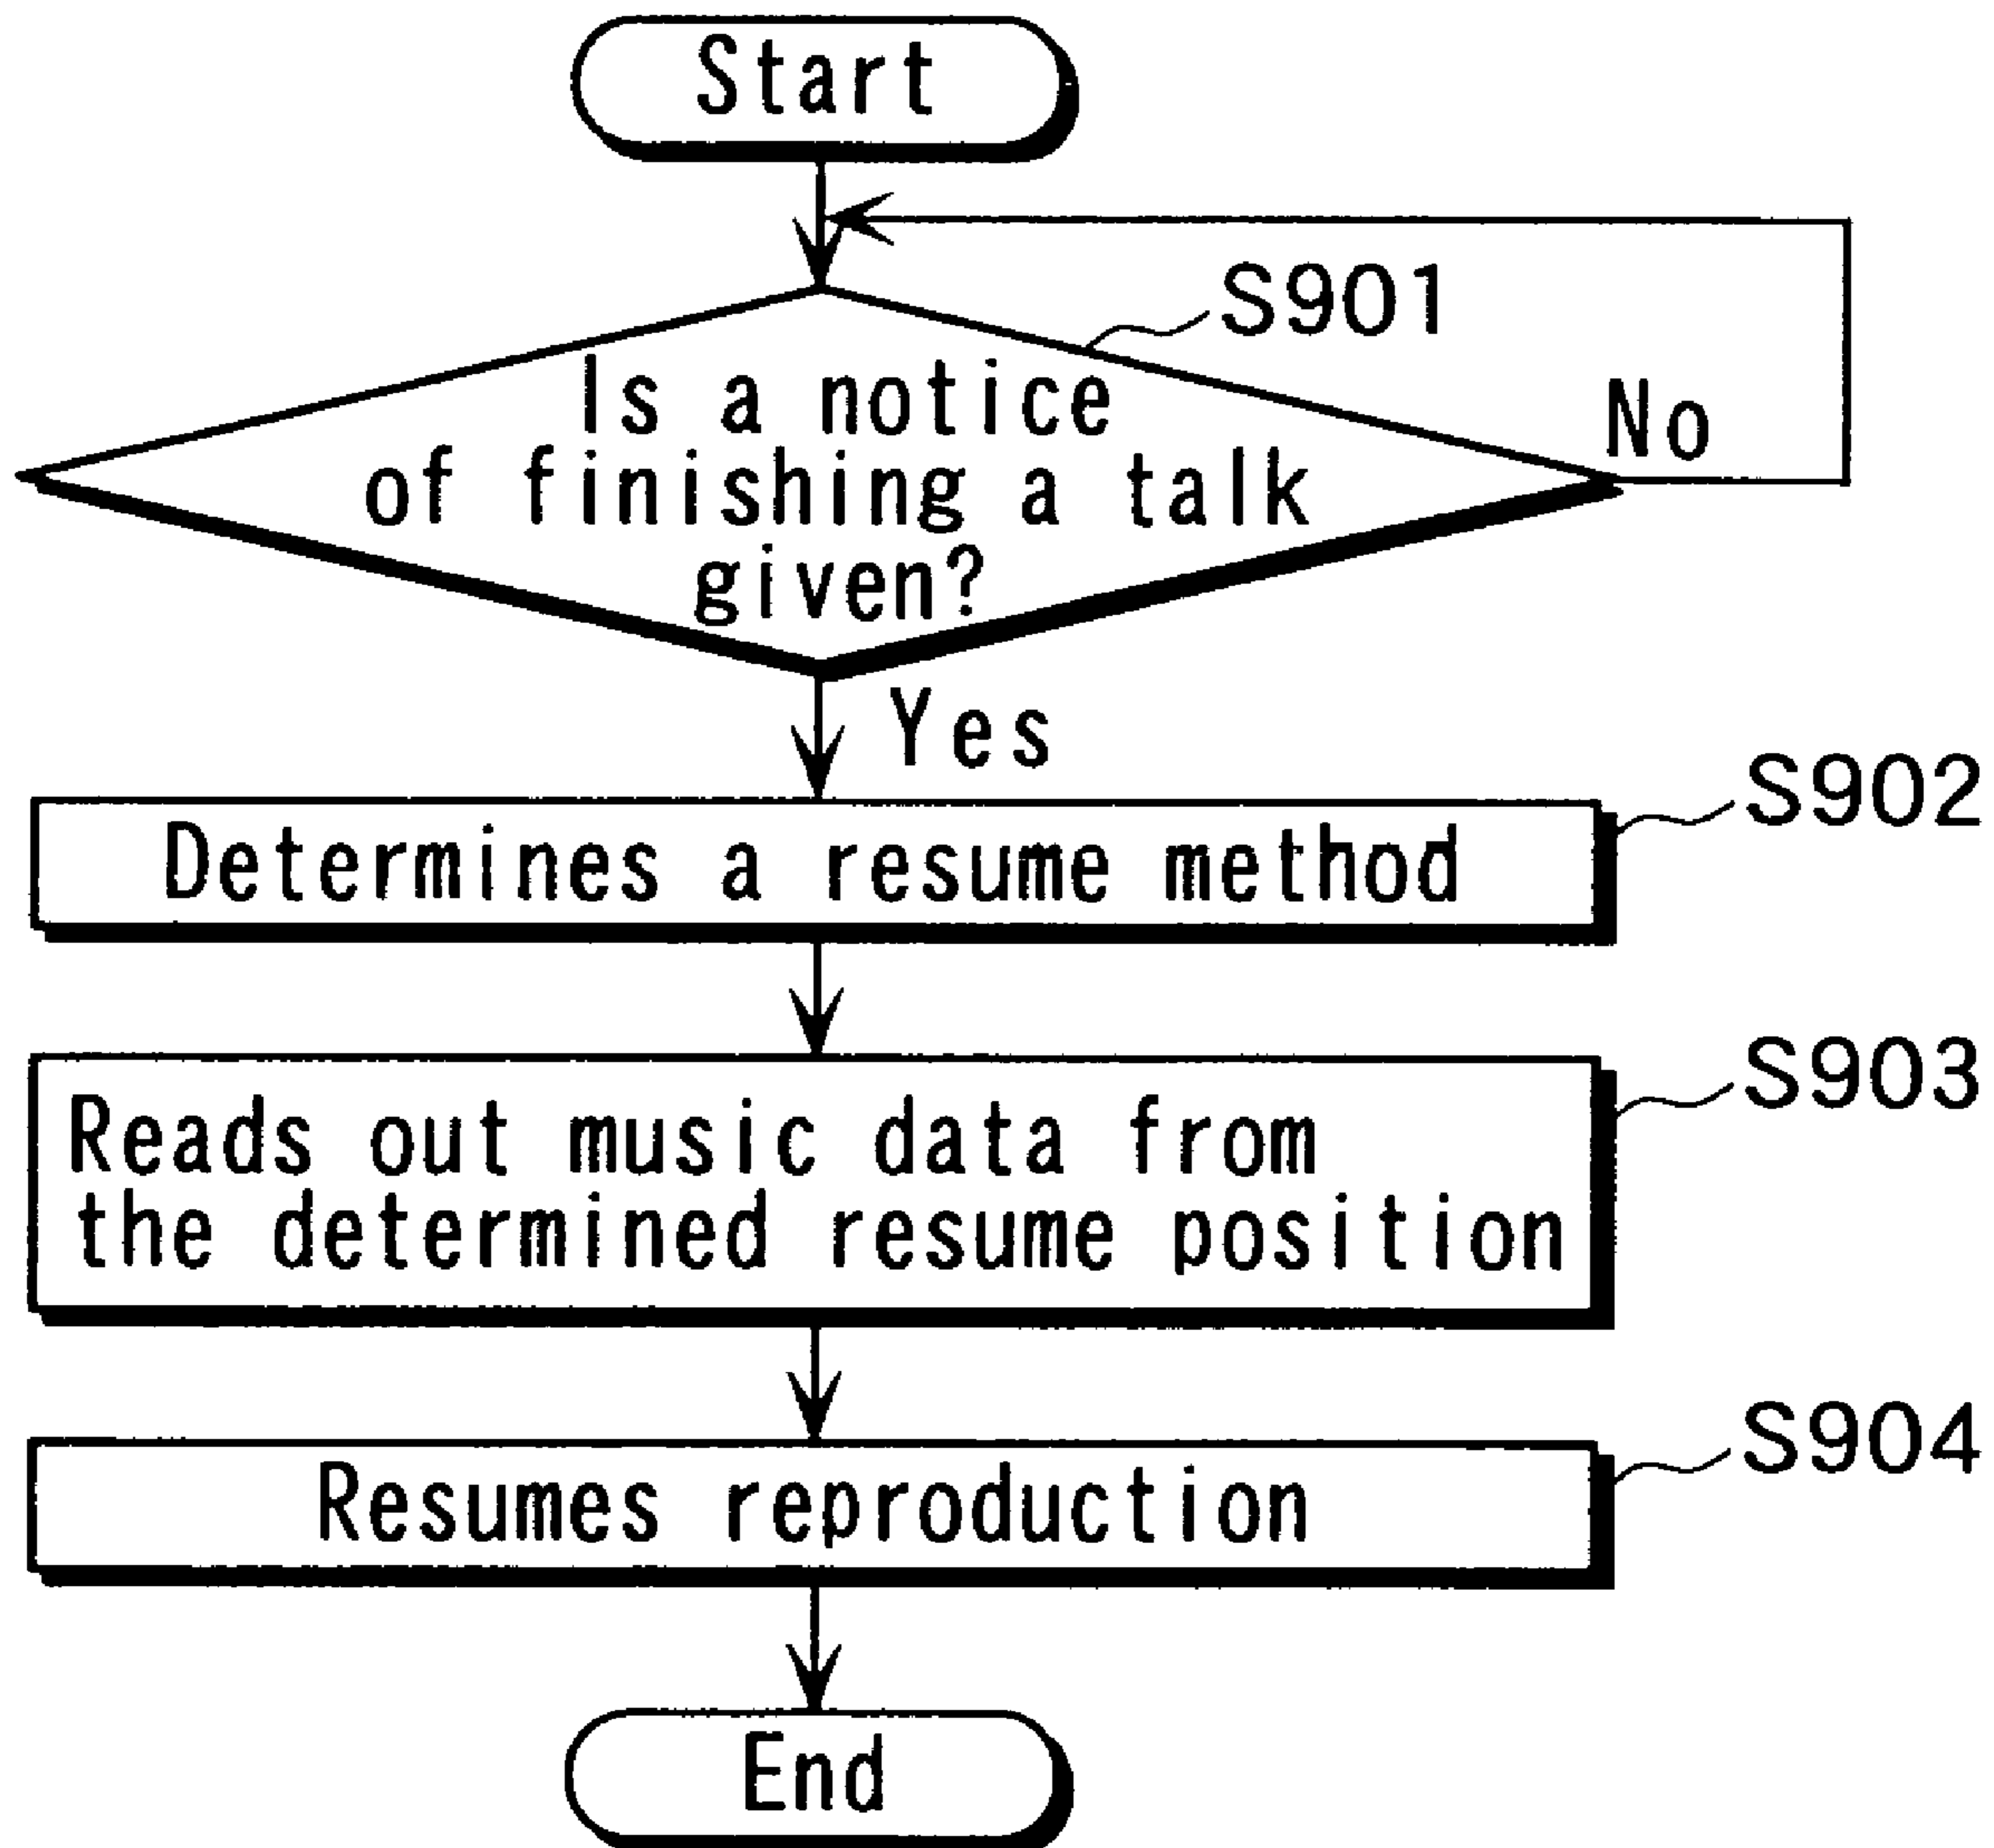 Start
S901
Is a notice
of finishing a talk
given?
No
Yes
S902
Determines a resume method
S903
Reads out music data from
the determined resume position
S904
Resumes reproduction
End